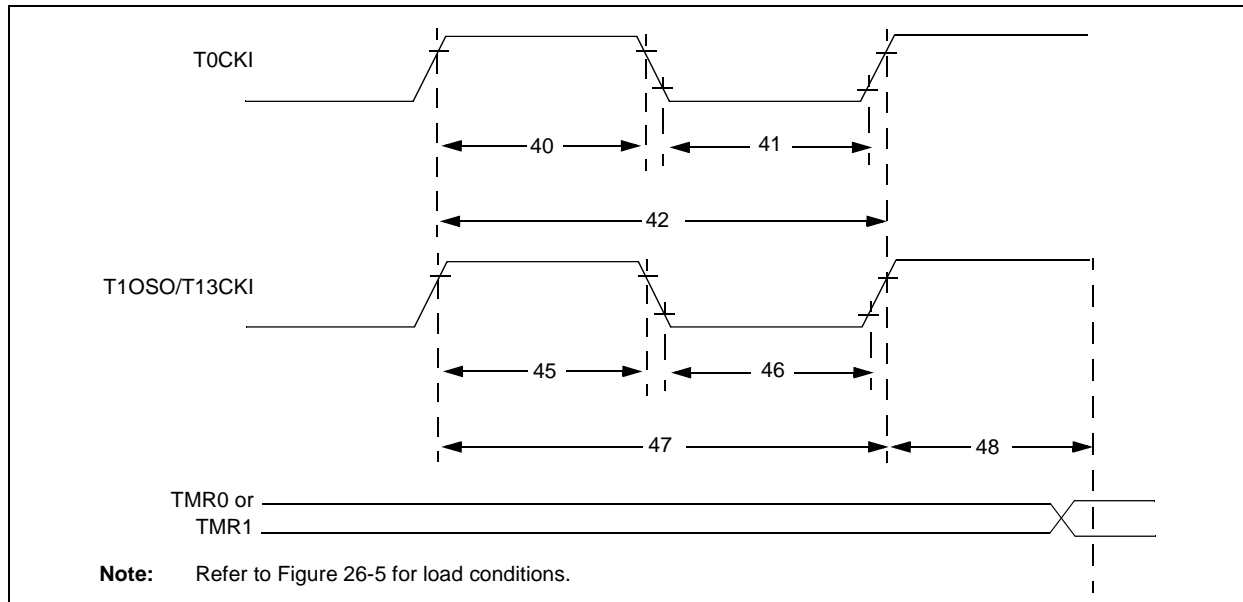 T0CKI
40
41
42
T1OSO/T13CKI
45
46
47
48
TMR0 or
TMR1
Note: Refer to Figure 26-5 for load conditions.